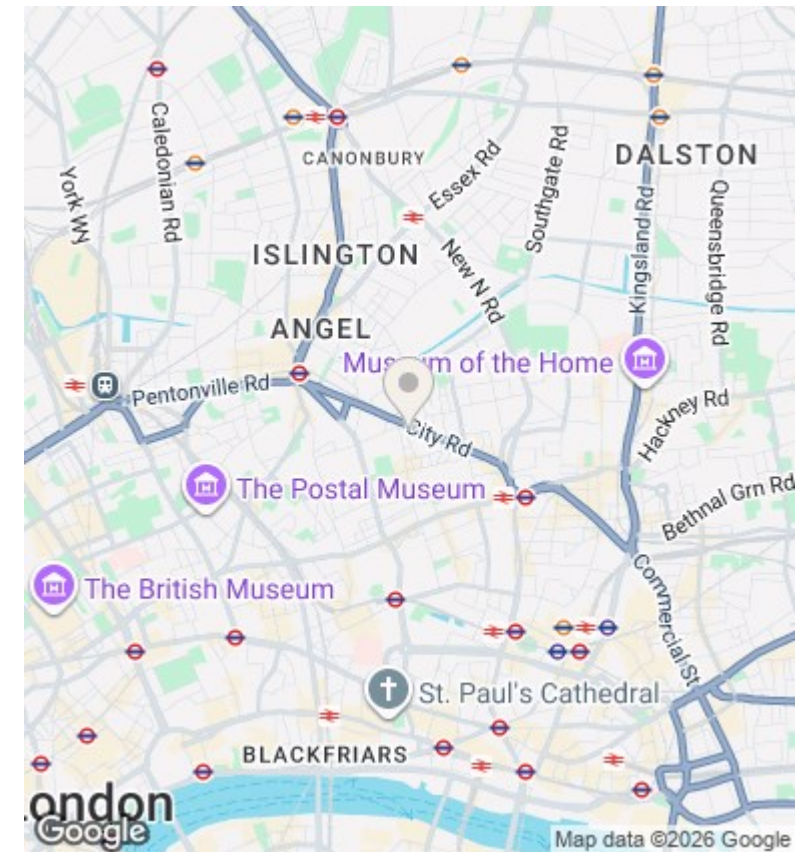 CANONBURY
Essex Rd
Southgate Rd
DALSTON
Caledonian Rd
York WY
Kingsland Rd
Queensbridge Rd
ISLINGTON
New N Rd
ANGEL
Museum of the Home
Pentonville Rd
City Rd
Hackney Rd
The Postal Museum
Bethnal Grn Rd
The British Museum
Commercial St
St. Paul's Cathedral
BLACKFRIARS
ondon
Google
Map data ©2026 Google